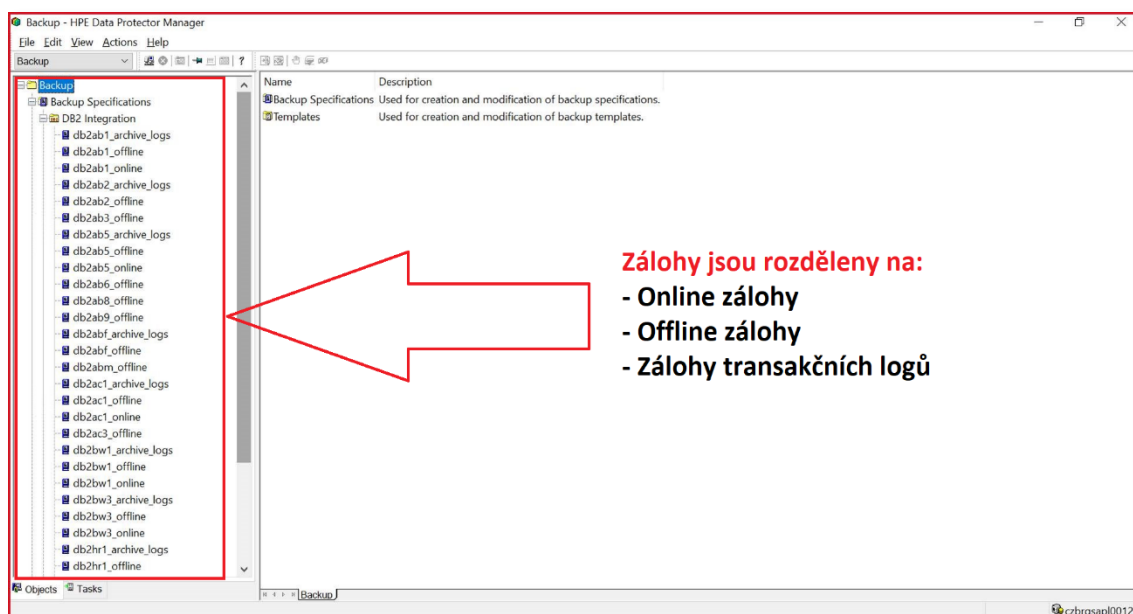 Backup - HPE Data Protector Manager
File Edit View Actions Help
Backup
Backup
Backup Specifications
DB2 Integration
db2ab1_archive_logs
db2ab1_offline
db2ab1_online
db2ab2_archive_logs
db2ab2_offline
db2ab3_offline
db2ab5_archive_logs
db2ab5_offline
db2ab5_online
db2ab6_offline
db2ab8_offline
db2ab9_offline
db2abf_archive_logs
db2abf_offline
db2abm_offline
db2ac1_archive_logs
db2ac1_offline
db2ac1_online
db2ac3_offline
db2bw1_archive_logs
db2bw1_offline
db2bw1_online
db2bw3_archive_logs
db2bw3_offline
db2bw3_online
db2hr1_archive_logs
db2hr1_offline
Objects Tasks
Name Description
Backup Specifications Used for creation and modification of backup specifications.
Templates Used for creation and modification of backup templates.
Zálohy jsou rozděleny na:
- Online zálohy
- Offline zálohy
- Zálohy transakčních logů
Backup
czbrqsapl0012